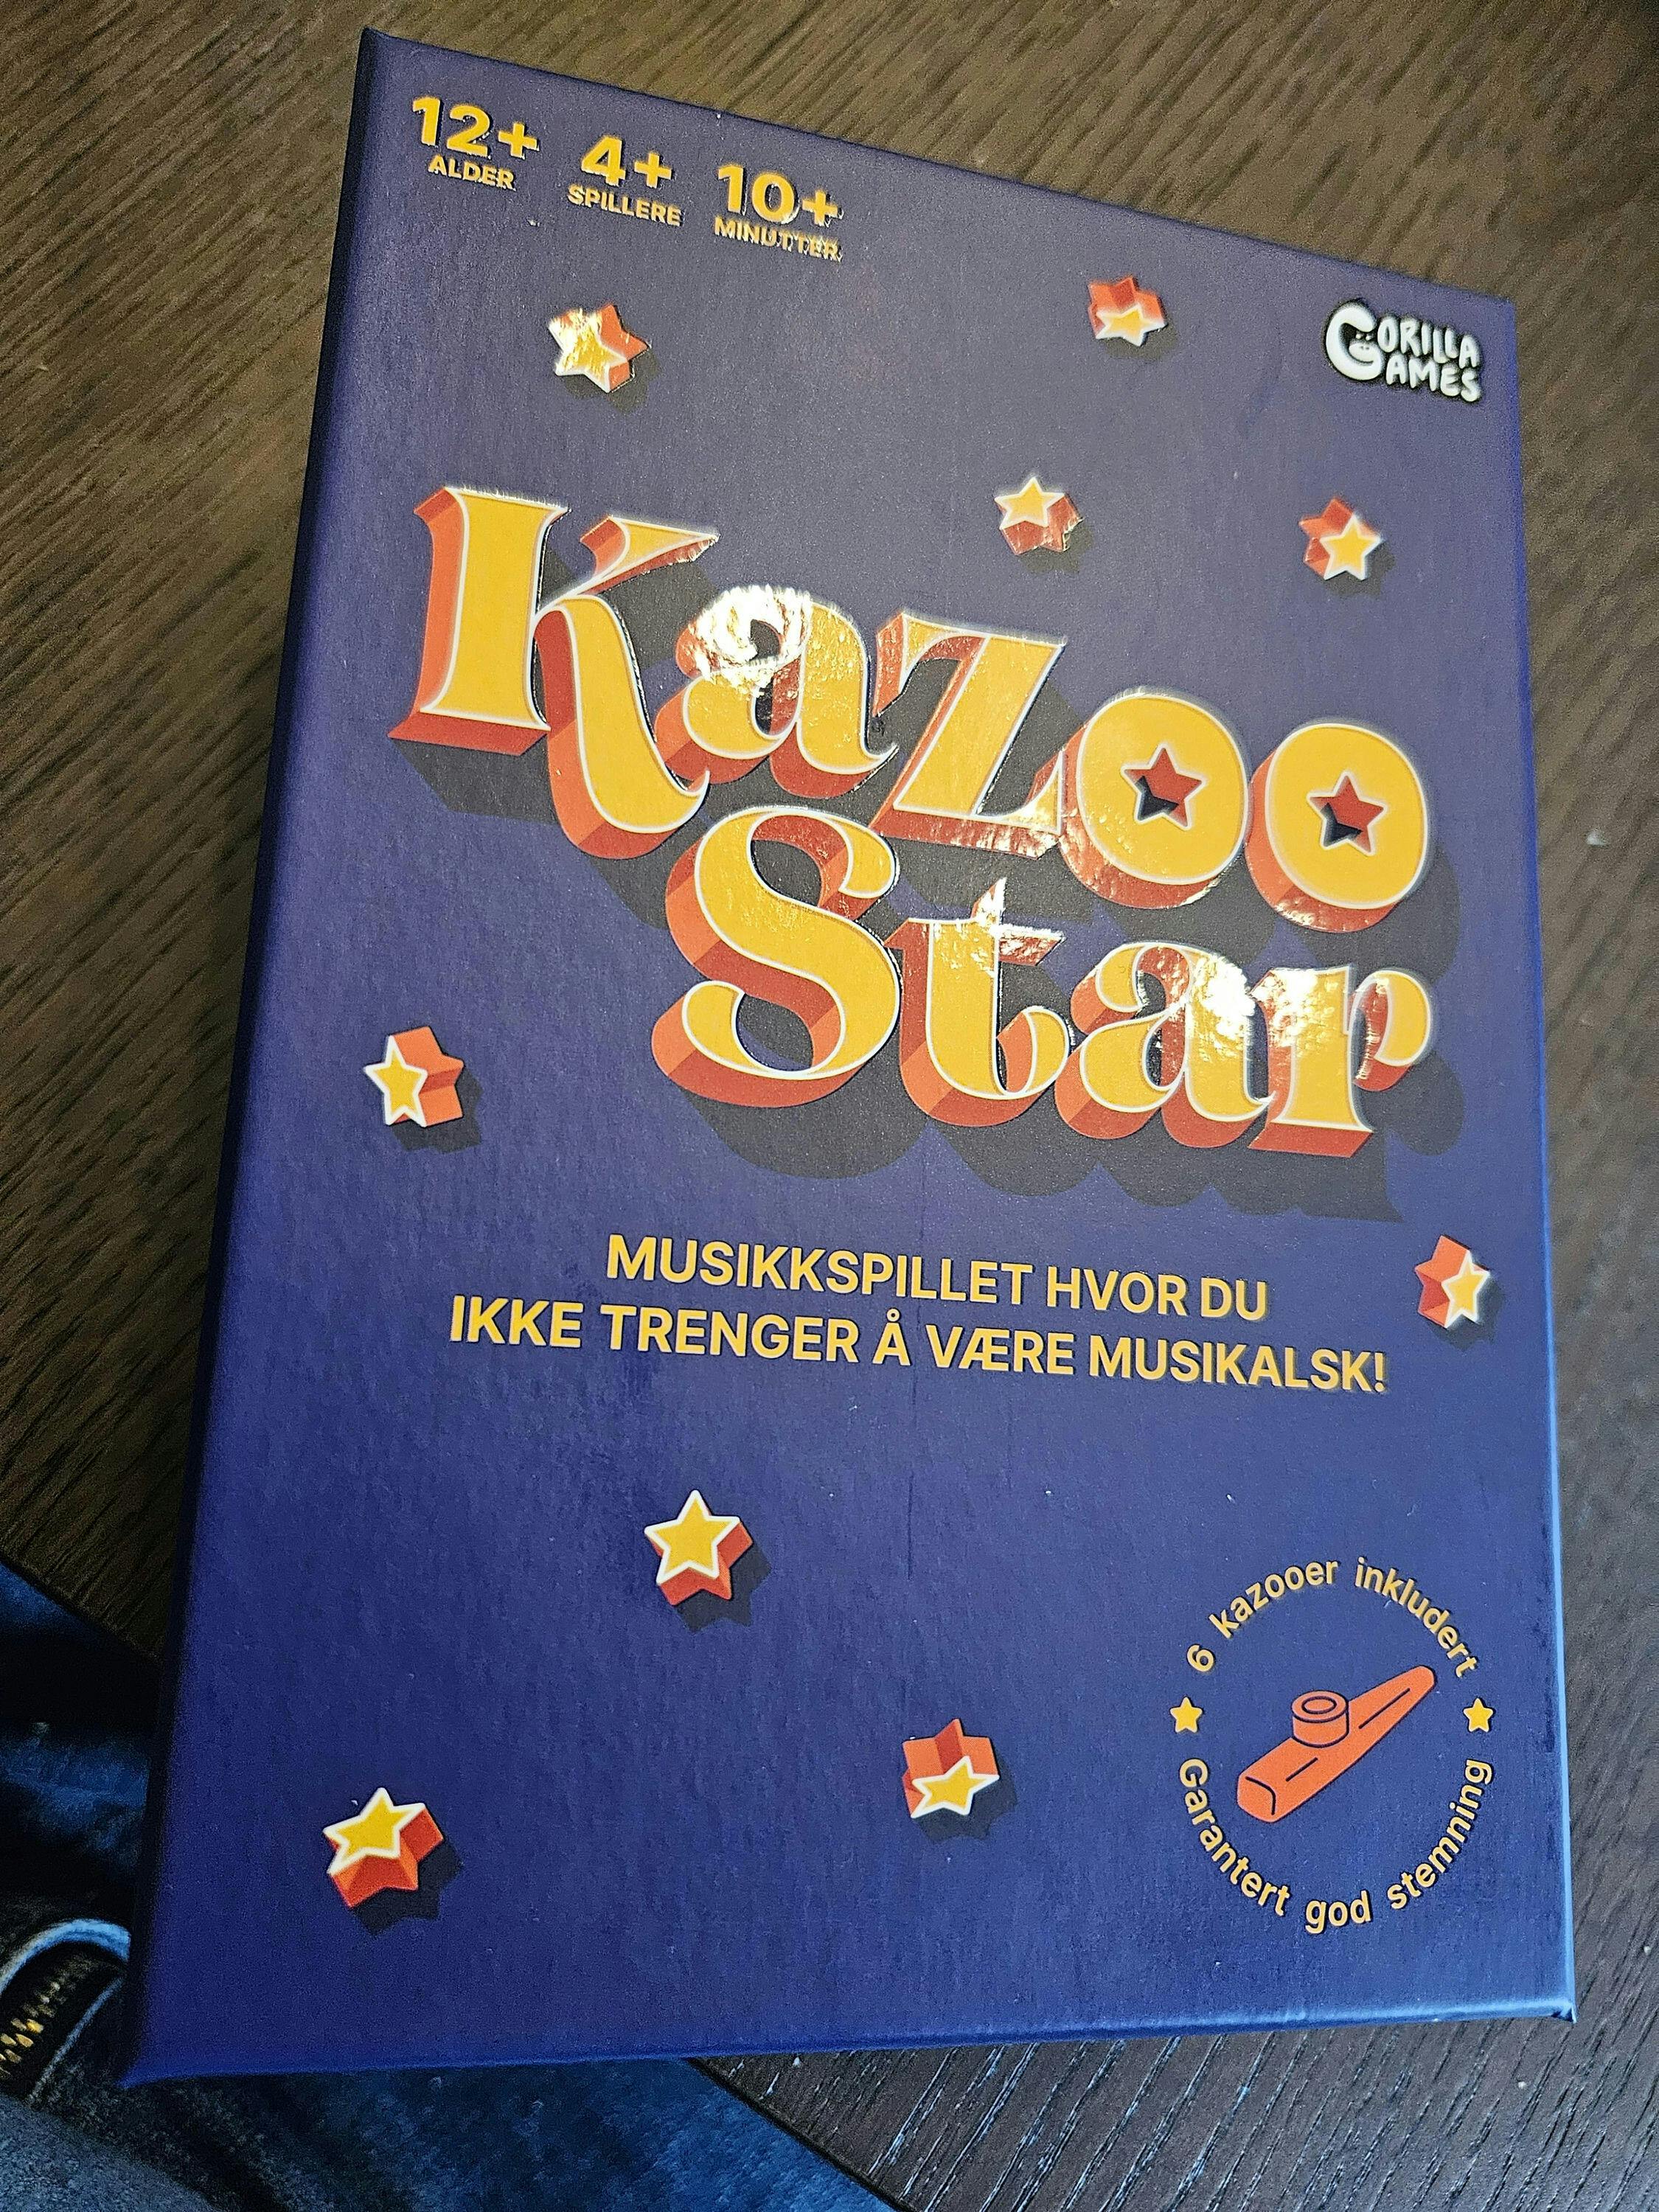 12+
ALDER
4+
SPILLERE
10+
MINUTTER
GORILLA
GAMES
Kazoo
Star
MUSIKKSPILLET HVOR DU
IKKE TRENGER Å VÆRE MUSIKALSK!
6 kazooer inkludert
Garantert god stemning